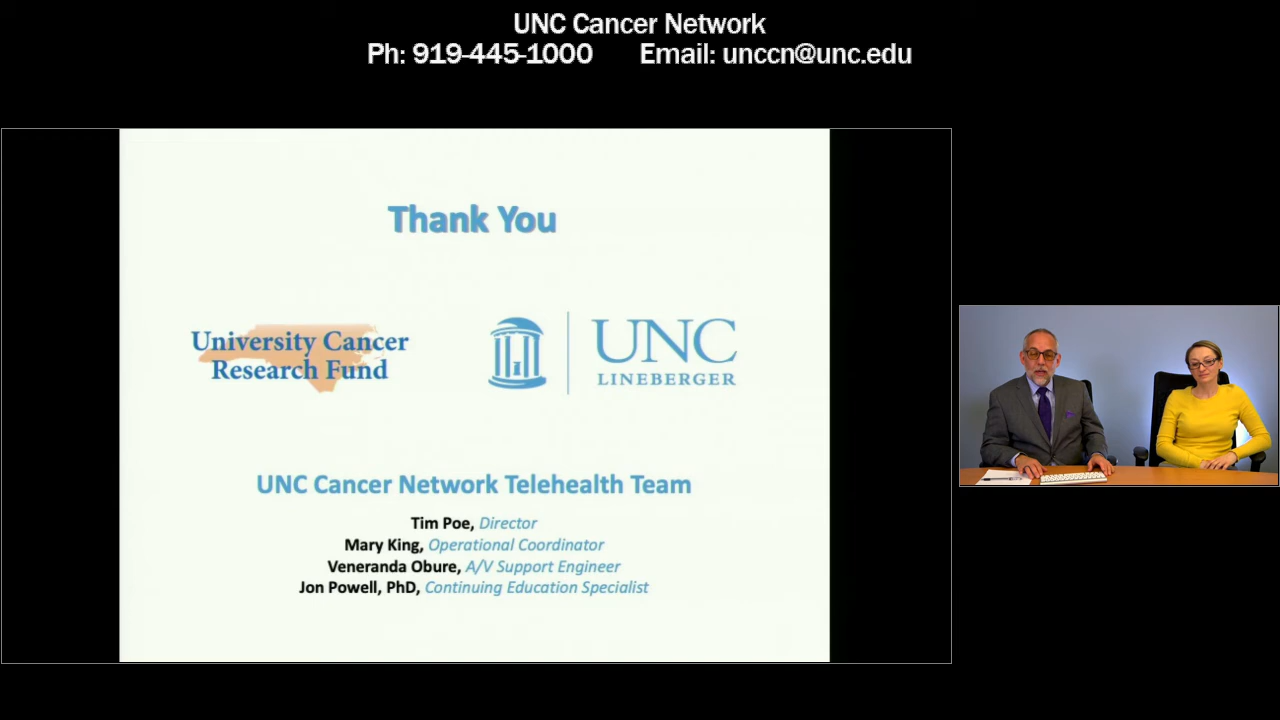 UNC Cancer Network
Ph: 919-445-1000 Email: unccn@unc.edu
Thank You
University Cancer
Research Fund
UNC
LINEBERGER
UNC Cancer Network Telehealth Team
Tim Poe, Director
Mary King, Operational Coordinator
Veneranda Obure, A/V Support Engineer
Jon Powell, PhD, Continuing Education Specialist